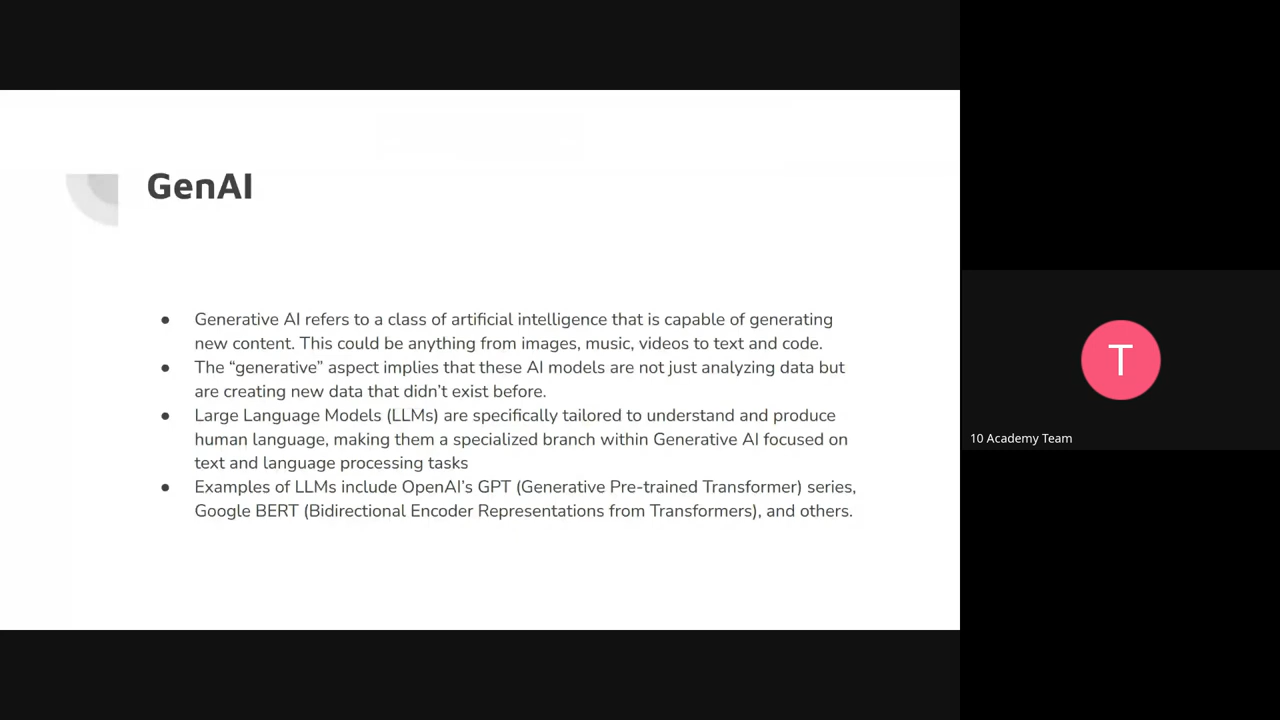 GenAI
● Generative AI refers to a class of artificial intelligence that is capable of generating
new content. This could be anything from images, music, videos to text and code.
● The “generative” aspect implies that these AI models are not just analyzing data but
are creating new data that didn’t exist before.
● Large Language Models (LLMs) are specifically tailored to understand and produce
human language, making them a specialized branch within Generative AI focused on
text and language processing tasks
● Examples of LLMs include OpenAI’s GPT (Generative Pre-trained Transformer) series,
Google BERT (Bidirectional Encoder Representations from Transformers), and others.
T
10 Academy Team